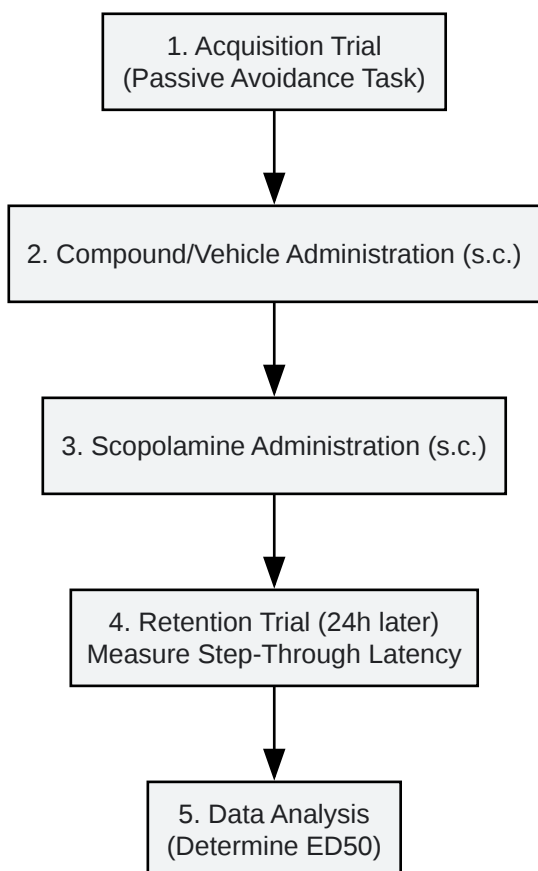 1. Acquisition Trial
(Passive Avoidance Task)
2. Compound/Vehicle Administration (s.c.)
3. Scopolamine Administration (s.c.)
4. Retention Trial (24h later)
Measure Step-Through Latency
5. Data Analysis
(Determine ED50)